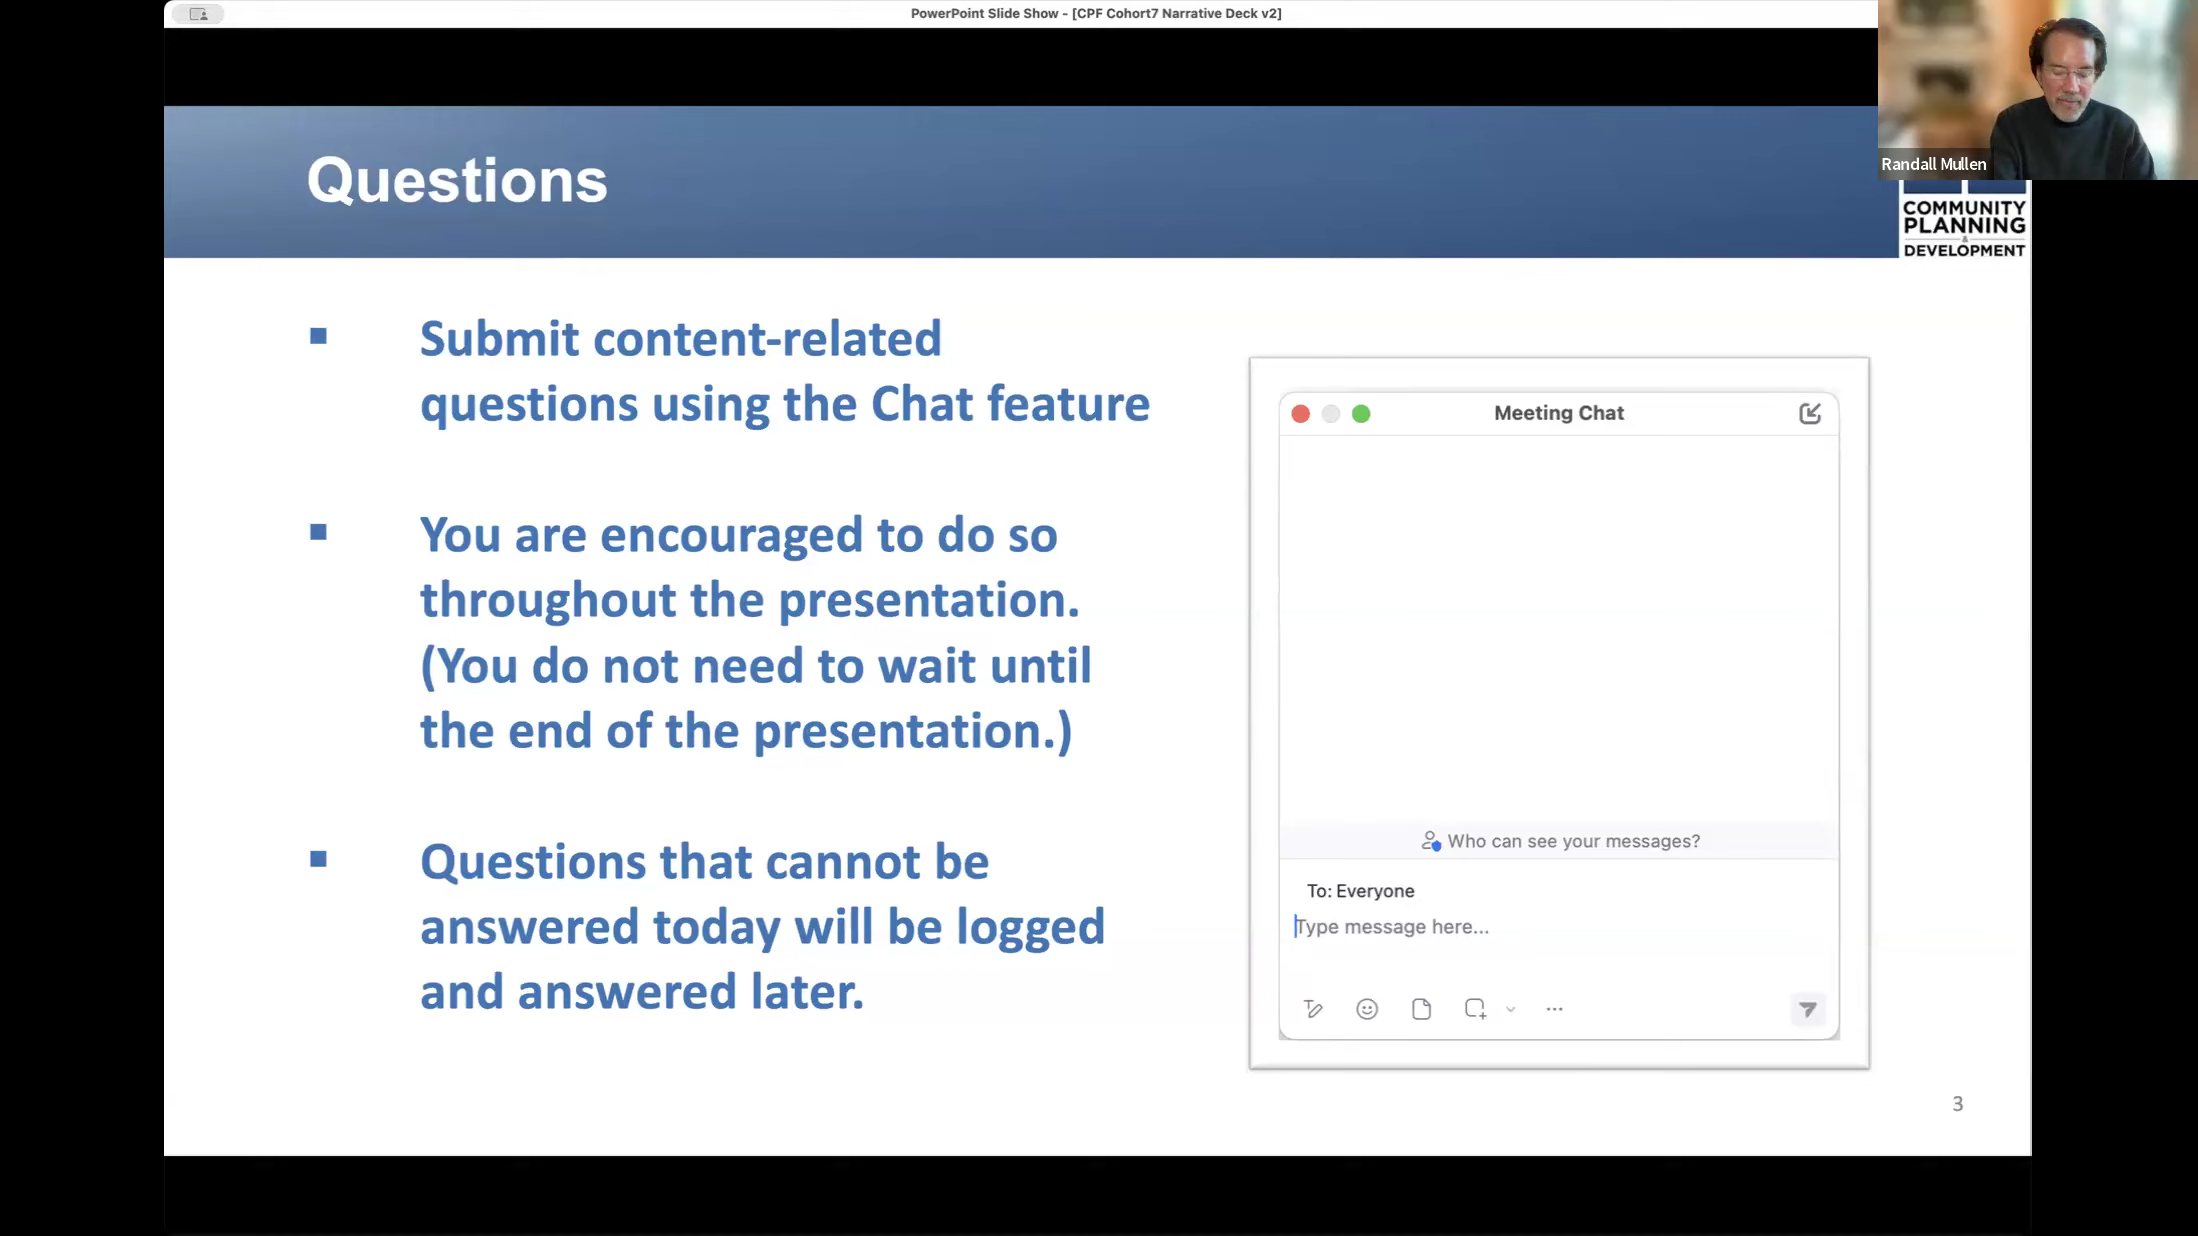 PowerPoint Slide Show - [CPF Cohort7 Narrative Deck v2]
Randall Mullen
Questions
COMMUNITY
PLANNING
&
DEVELOPMENT
Submit content-related
questions using the Chat feature
You are encouraged to do so
throughout the presentation.
(You do not need to wait until
the end of the presentation.)
Questions that cannot be
answered today will be logged
and answered later.
Meeting Chat
Who can see your messages?
To: Everyone
Type message here...
3